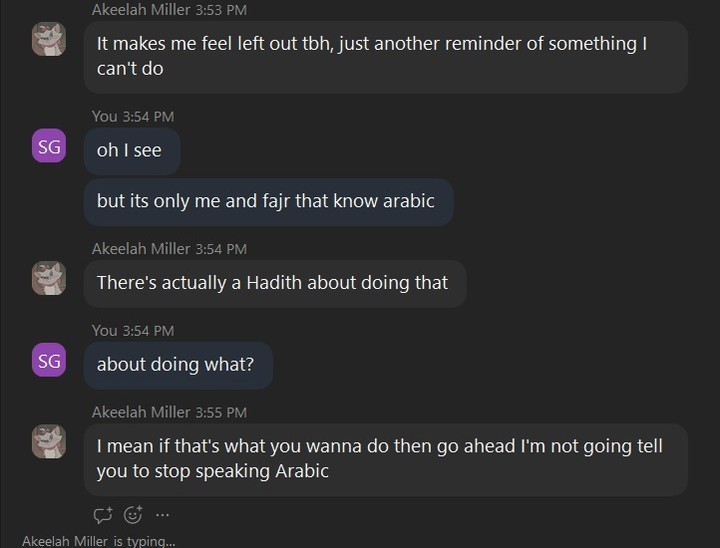 Akeelah Miller 3:53 PM
It makes me feel left out tbh, just another reminder of something I
can't do
You 3:54 PM
SG
oh I see
but its only me and fajr that know arabic
Akeelah Miller 3:54 PM
There's actually a Hadith about doing that
You 3:54 PM
SG
about doing what?
Akeelah Miller 3:55 PM
I mean if that's what you wanna do then go ahead I'm not going tell
you to stop speaking Arabic
Akeelah Miller is typing...